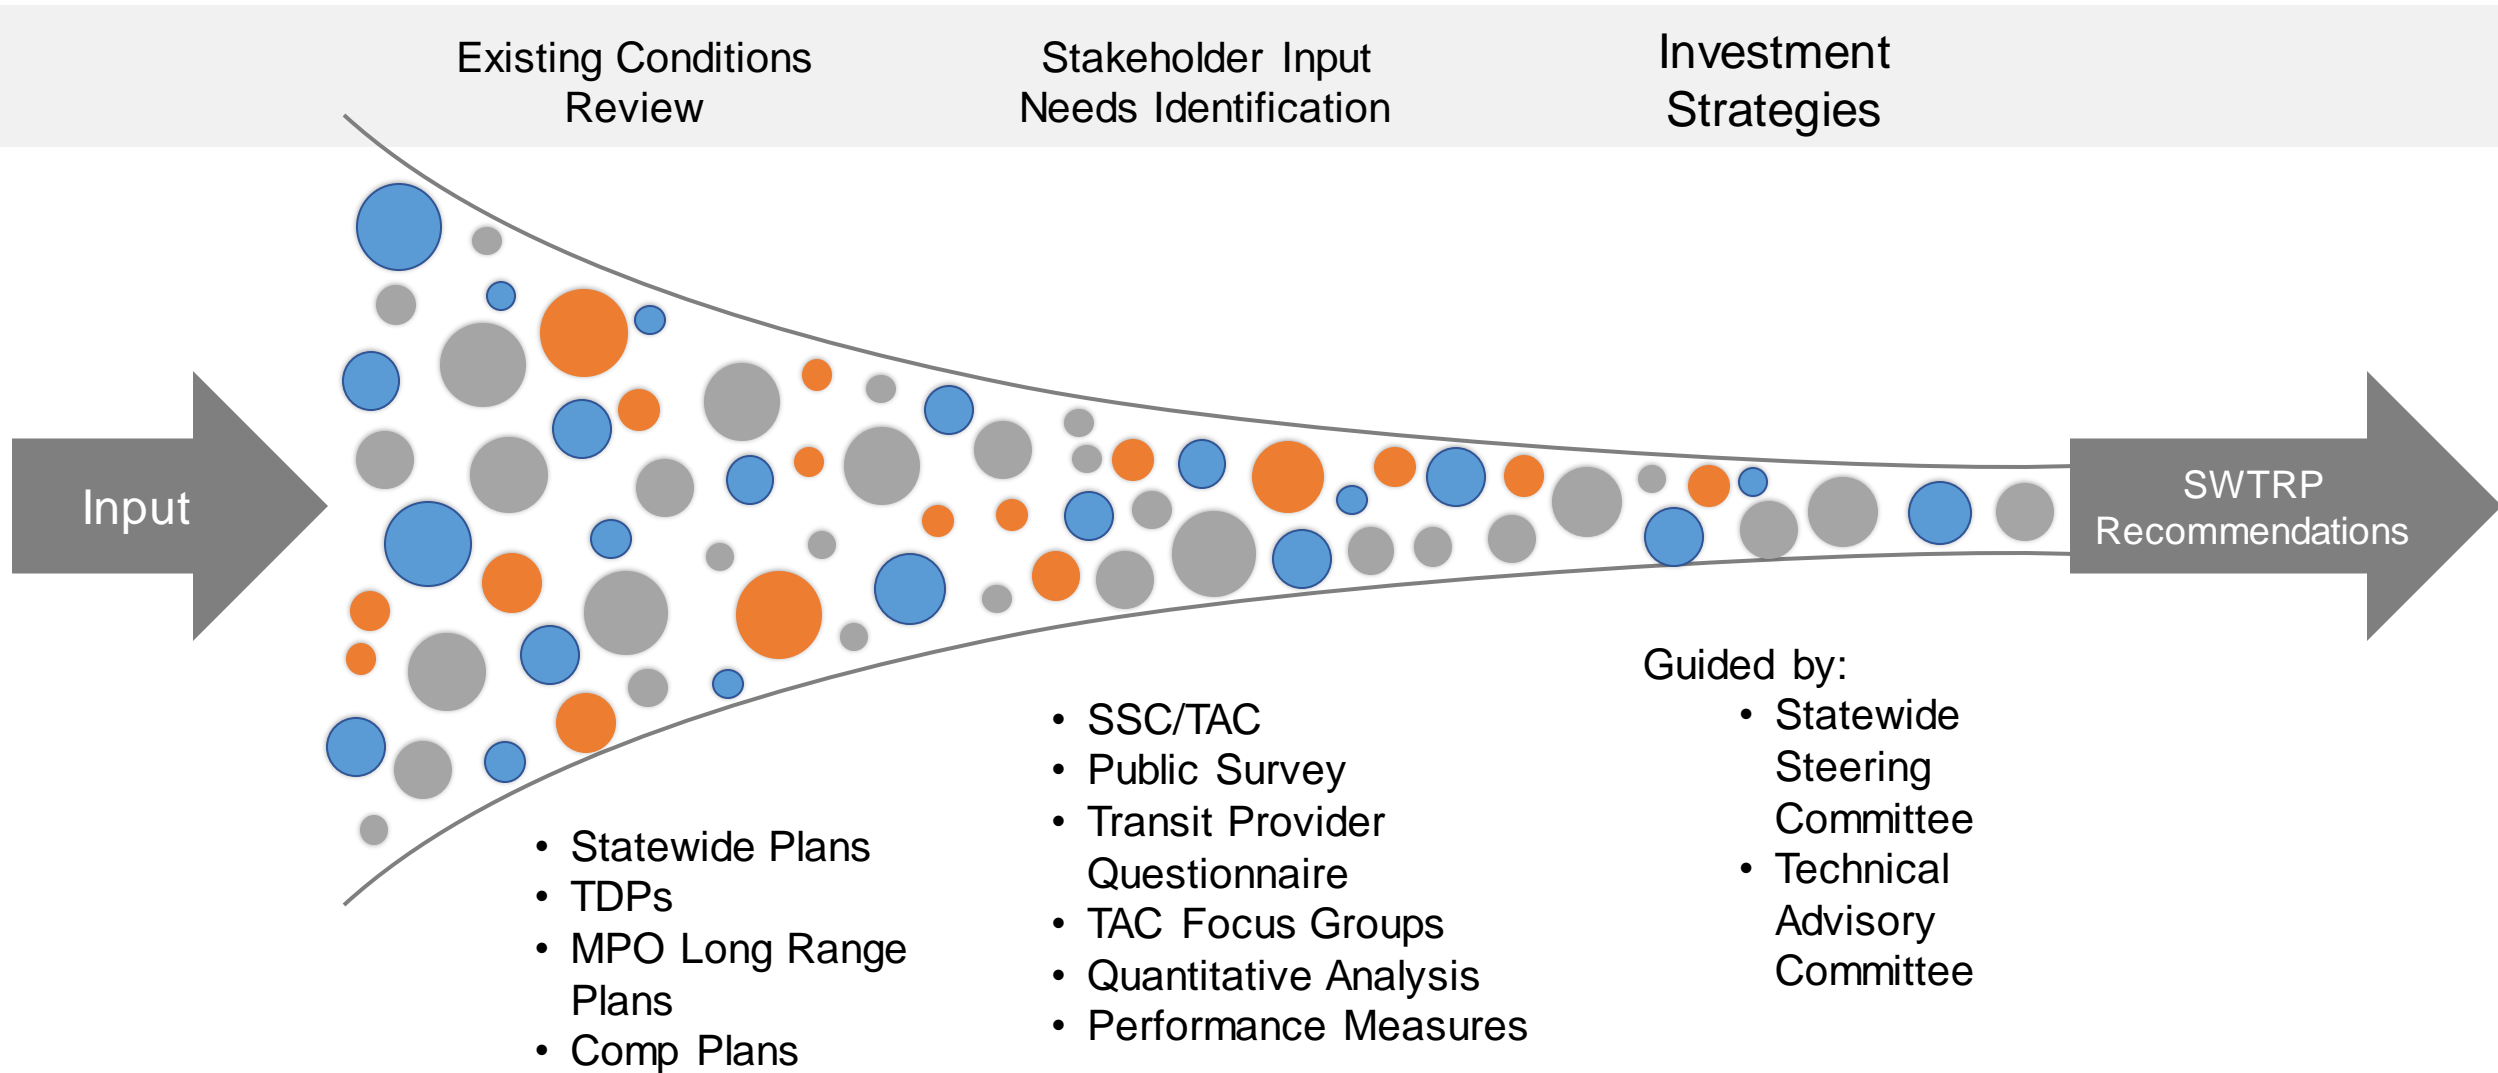 Existing Conditions
Review
Stakeholder Input
Needs Identification
Investment
Strategies
Input
SWTRP
Recommendations
• Statewide Plans
• TDPs
• MPO Long Range
Plans
• Comp Plans
• SSC/TAC
• Public Survey
• Transit Provider
Questionnaire
• TAC Focus Groups
• Quantitative Analysis
• Performance Measures
Guided by:
• Statewide
Steering
Committee
• Technical
Advisory
Committee